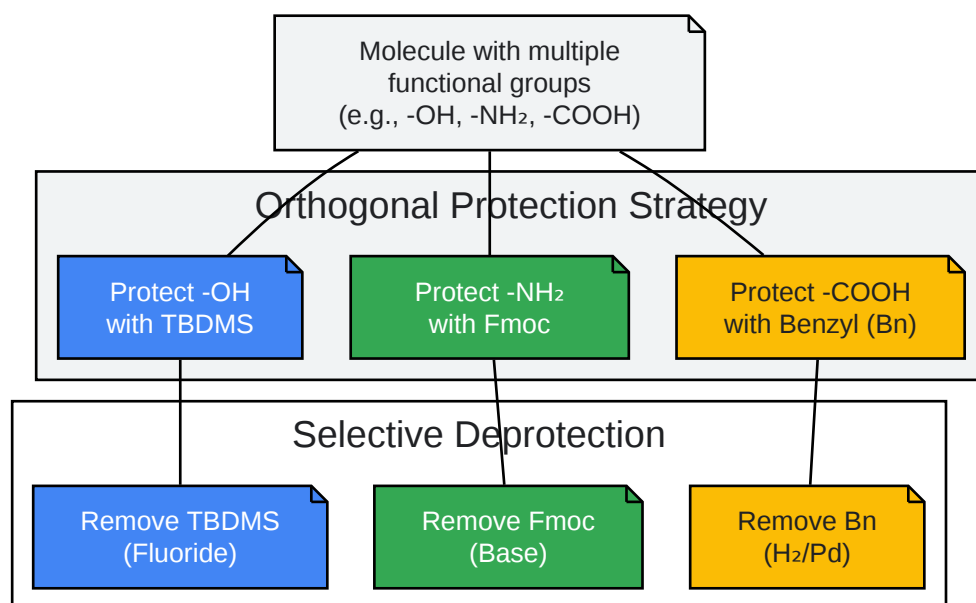 Molecule with multiple
functional groups
(e.g., -OH, -NH₂, -COOH)
Orthogonal Protection Strategy
Protect -OH
with TBDMS
Protect -NH₂
with Fmoc
Protect -COOH
with Benzyl (Bn)
Selective Deprotection
Remove TBDMS
(Fluoride)
Remove Fmoc
(Base)
Remove Bn
(H₂/Pd)